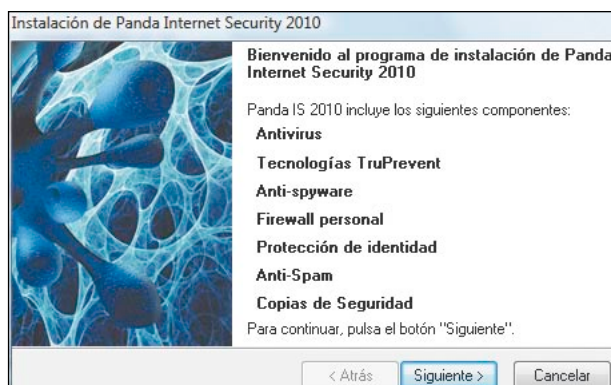 Instalación de Panda Internet Security 2010
Bienvenido al programa de instalación de Panda
Internet Security 2010
Panda IS 2010 incluye los siguientes componentes:
Antivirus
Tecnologías TruPrevent
Anti-spyware
Firewall personal
Protección de identidad
Anti-Spam
Copias de Seguridad
Para continuar, pulsa el botón "Siguiente".
< Atrás Siguiente > Cancelar